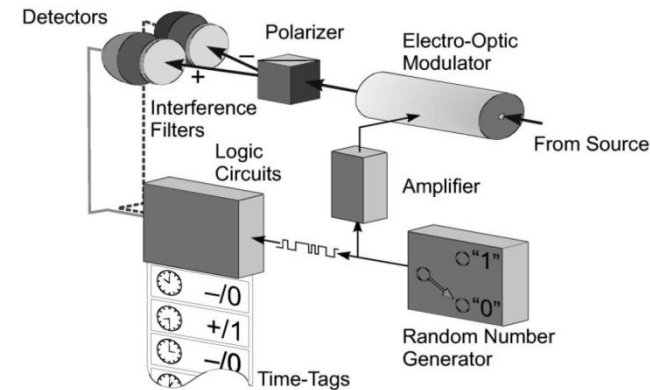 Detectors
Polarizer
Electro-Optic
Modulator
–
+
From Source
Interference
Filters
Logic
Circuits
Amplifier
"1"
"0"
–/0
+/1
–/0
Random Number
Generator
Time-Tags